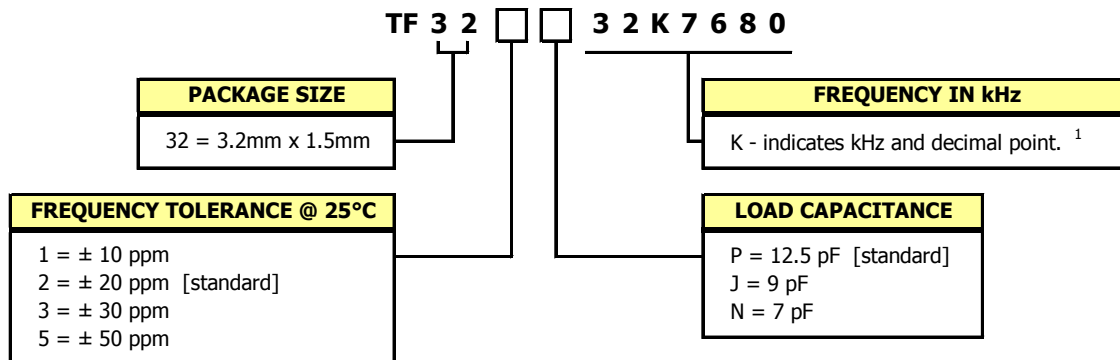 TF 3 2 3 2 K 7 6 8 0
PACKAGE SIZE
32 = 3.2mm x 1.5mm
FREQUENCY IN kHz
K - indicates kHz and decimal point. 1
FREQUENCY TOLERANCE @ 25°C
1 = ± 10 ppm
2 = ± 20 ppm [standard]
3 = ± 30 ppm
5 = ± 50 ppm
LOAD CAPACITANCE
P = 12.5 pF [standard]
J = 9 pF
N = 7 pF